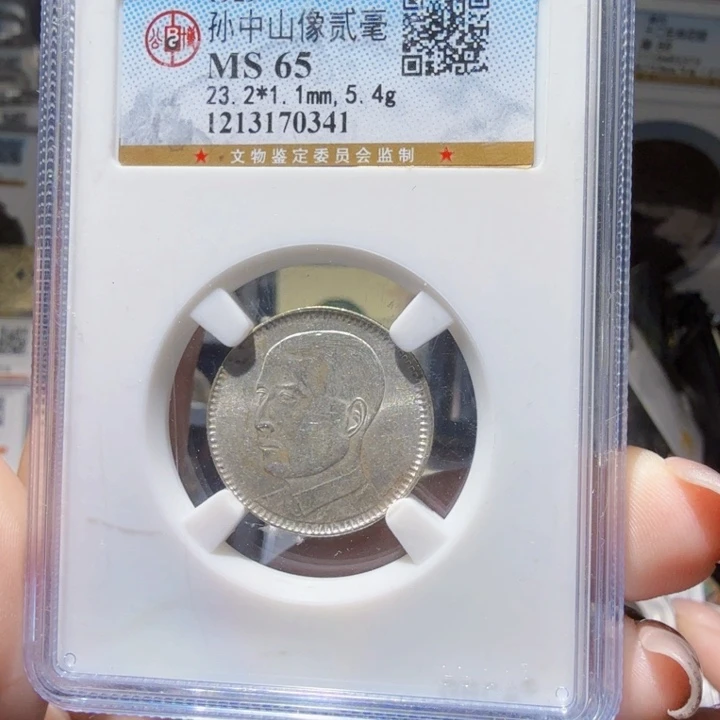 孙中山像贰毫
MS 65
23.2*1.1mm,5.4g
1213170341
★ 文物鉴定委员会监制 ★